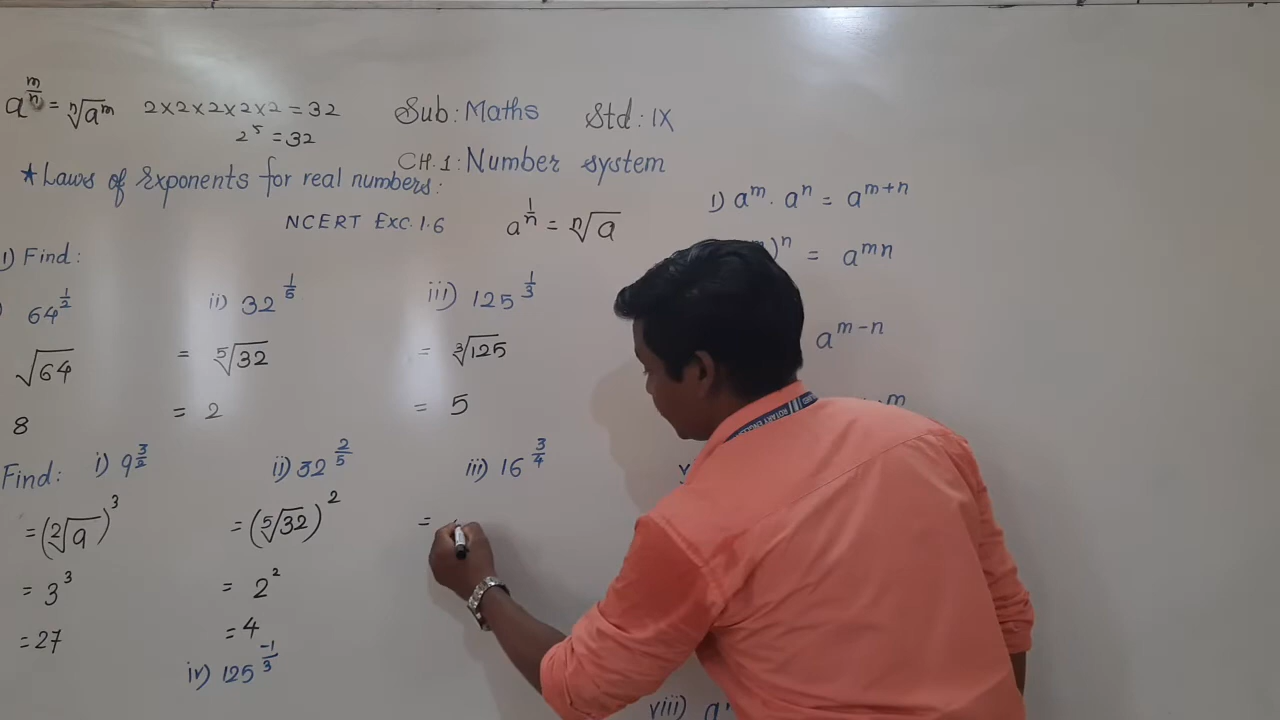 a^{m/n} = ⁿ√a^m 2×2×2×2×2 = 32 Sub: Maths Std: IX
2⁵ = 32
CH. 1: Number system
★ Laws of Exponents for real numbers:
NCERT Exc. 1.6 a^{1/n} = ⁿ√a
1) Find:
64^{1/2} ii) 32^{1/5} iii) 125^{1/3}
√64 = ⁵√32 = ³√125
8 = 2 = 5
Find: i) 9^{3/2} ii) 32^{2/5} iii) 16^{3/4}
= (²√a)³ = (⁵√32)² =
= 3³ = 2²
= 27 = 4
iv) 125^{-1/3}
1) a^m · a^n = a^{m+n}
)^n = a^{mn}
a^{m-n}
m
viii) a
ROTARY ENGLISH